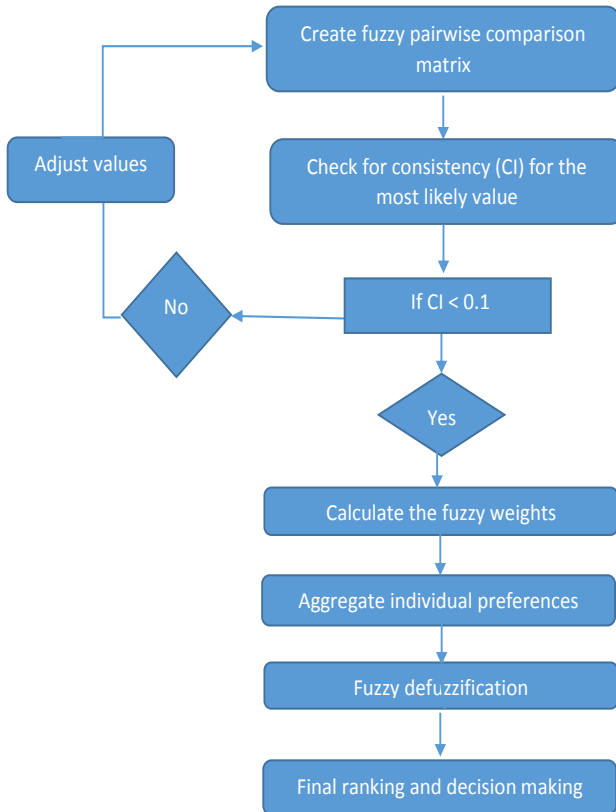 Create fuzzy pairwise comparison
matrix
Adjust values
Check for consistency (CI) for the
most likely value
If CI < 0.1
No
Yes
Calculate the fuzzy weights
Aggregate individual preferences
Fuzzy defuzzification
Final ranking and decision making